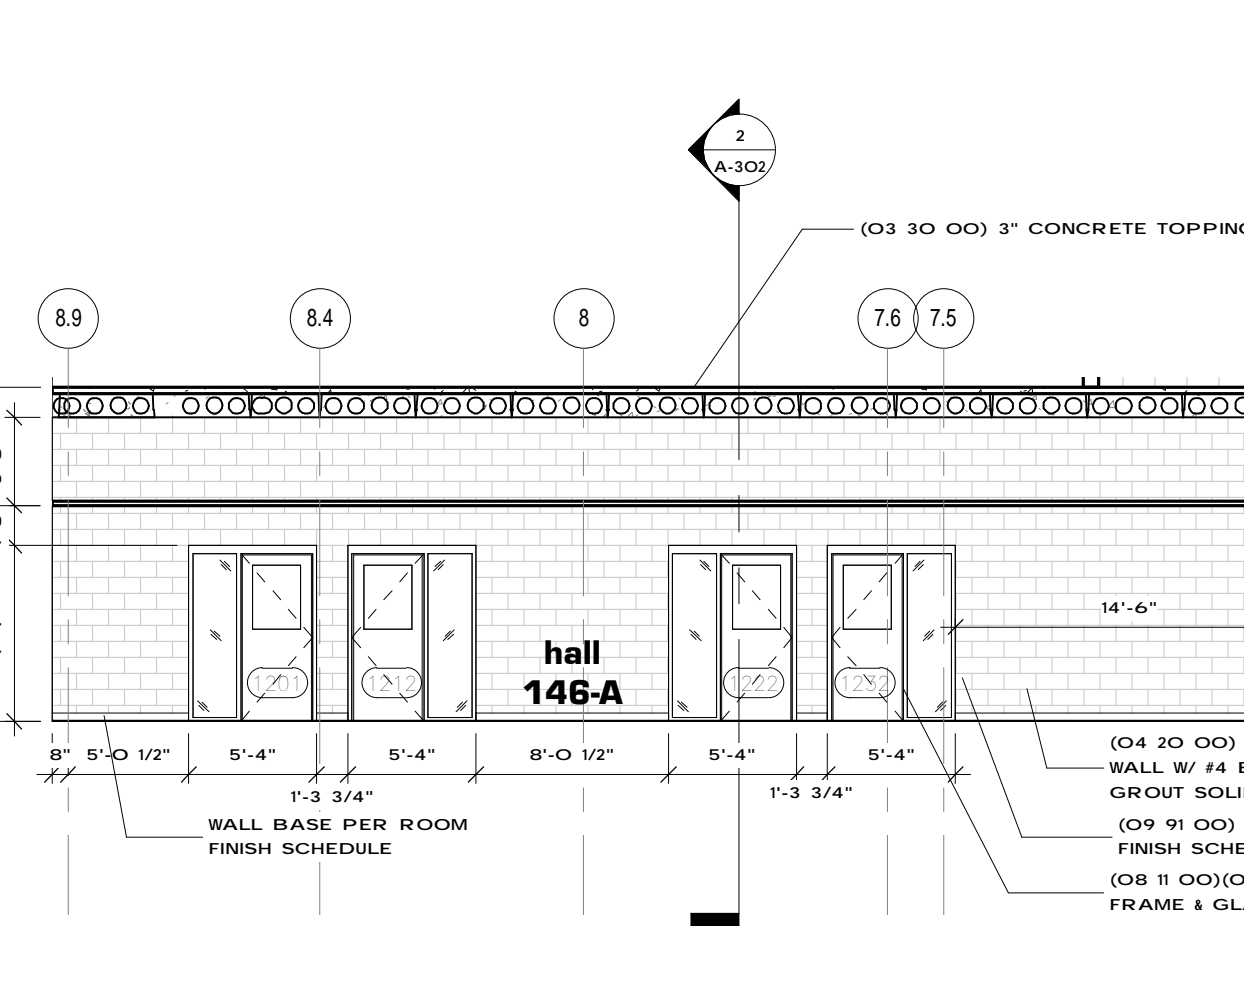 2
A-302
(03 30 00) 3" CONCRETE TOPPING
8.9
8.4
8
7.6
7.5
14'-6"
hall
146-A
1201
1212
1222
1232
8"
5'-0 1/2"
5'-4"
5'-4"
8'-0 1/2"
5'-4"
5'-4"
1'-3 3/4"
1'-3 3/4"
WALL BASE PER ROOM
FINISH SCHEDULE
(04 20 00)
WALL W/ #4
GROUT
(09 91 00)
FINISH
(08 11 00)
FRAME &